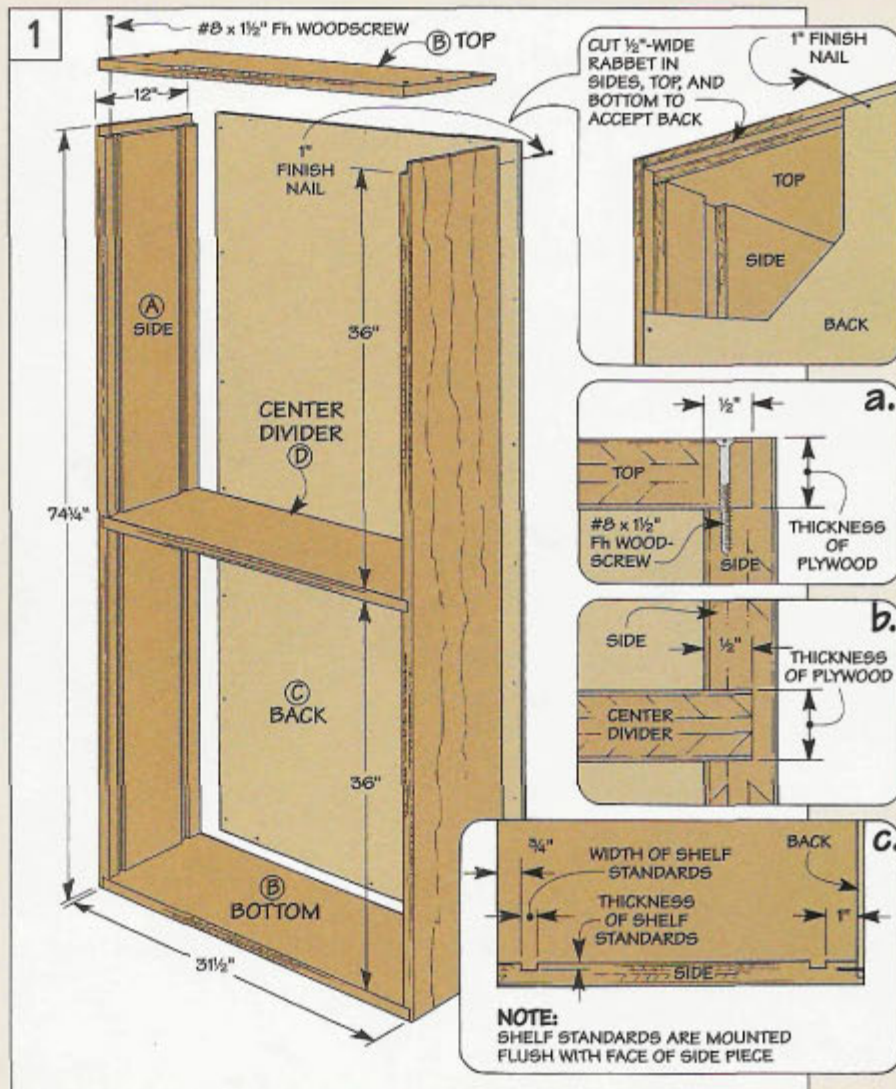 1
#8 x 1½" Fh WOODSCREW
B TOP
12"
1"
FINISH
NAIL
A
SIDE
36"
CENTER
DIVIDER
D
74¼"
C
BACK
36"
B
BOTTOM
31½"
CUT ½"-WIDE
RABBET IN
SIDES, TOP, AND
BOTTOM TO
ACCEPT BACK
1" FINISH
NAIL
TOP
SIDE
BACK
a.
½"
TOP
#8 x 1½"
Fh WOOD-
SCREW
SIDE
THICKNESS
OF
PLYWOOD
b.
SIDE
½"
THICKNESS
OF PLYWOOD
CENTER
DIVIDER
c.
¾"
WIDTH OF SHELF
STANDARDS
BACK
THICKNESS
OF SHELF
STANDARDS
1"
SIDE
NOTE:
SHELF STANDARDS ARE MOUNTED
FLUSH WITH FACE OF SIDE PIECE